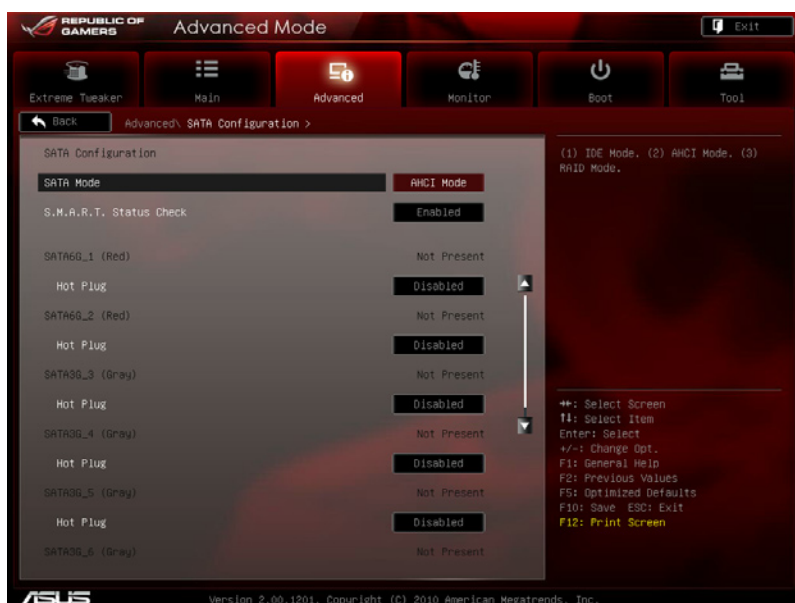 REPUBLIC OF
GAMERS
Advanced Mode
Exit
Extreme Tweaker
Main
Advanced
Monitor
Boot
Tool
Back
Advanced\ SATA Configuration >
SATA Configuration
(1) IDE Mode. (2) AHCI Mode. (3)
RAID Mode.
SATA Mode AHCI Mode
S.M.A.R.T. Status Check Enabled
SATA6G_1 (Red) Not Present
Hot Plug Disabled
SATA6G_2 (Red) Not Present
Hot Plug Disabled
SATA3G_3 (Gray) Not Present
Hot Plug Disabled
SATA3G_4 (Gray) Not Present
Hot Plug Disabled
SATA3G_5 (Gray) Not Present
Hot Plug Disabled
SATA3G_6 (Gray) Not Present
→←: Select Screen
↑↓: Select Item
Enter: Select
+/-: Change Opt.
F1: General Help
F2: Previous Values
F5: Optimized Defaults
F10: Save ESC: Exit
F12: Print Screen
ASUS
Version 2.00.1201. Copyright (C) 2010 American Megatrends, Inc.